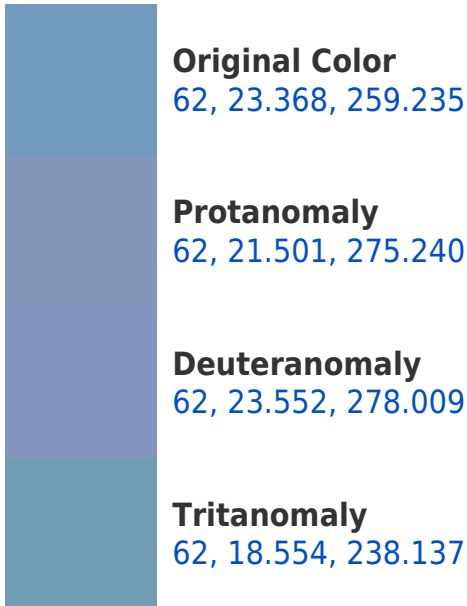 Original Color
62, 23.368, 259.235
Protanomaly
62, 21.501, 275.240
Deuteranomaly
62, 23.552, 278.009
Tritanomaly
62, 18.554, 238.137